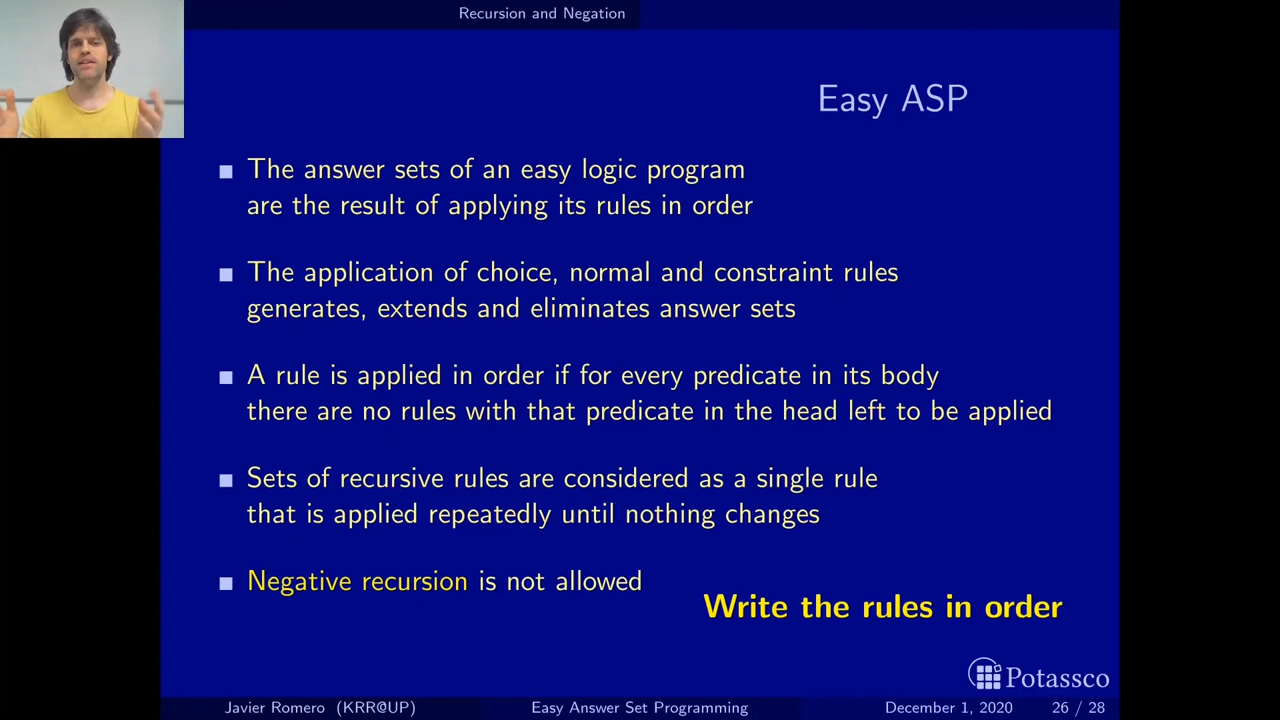 Recursion and Negation
Easy ASP
The answer sets of an easy logic program
are the result of applying its rules in order
The application of choice, normal and constraint rules
generates, extends and eliminates answer sets
A rule is applied in order if for every predicate in its body
there are no rules with that predicate in the head left to be applied
Sets of recursive rules are considered as a single rule
that is applied repeatedly until nothing changes
Negative recursion is not allowed
Write the rules in order
Potassco
Javier Romero (KRR@UP) Easy Answer Set Programming December 1, 2020 26 / 28